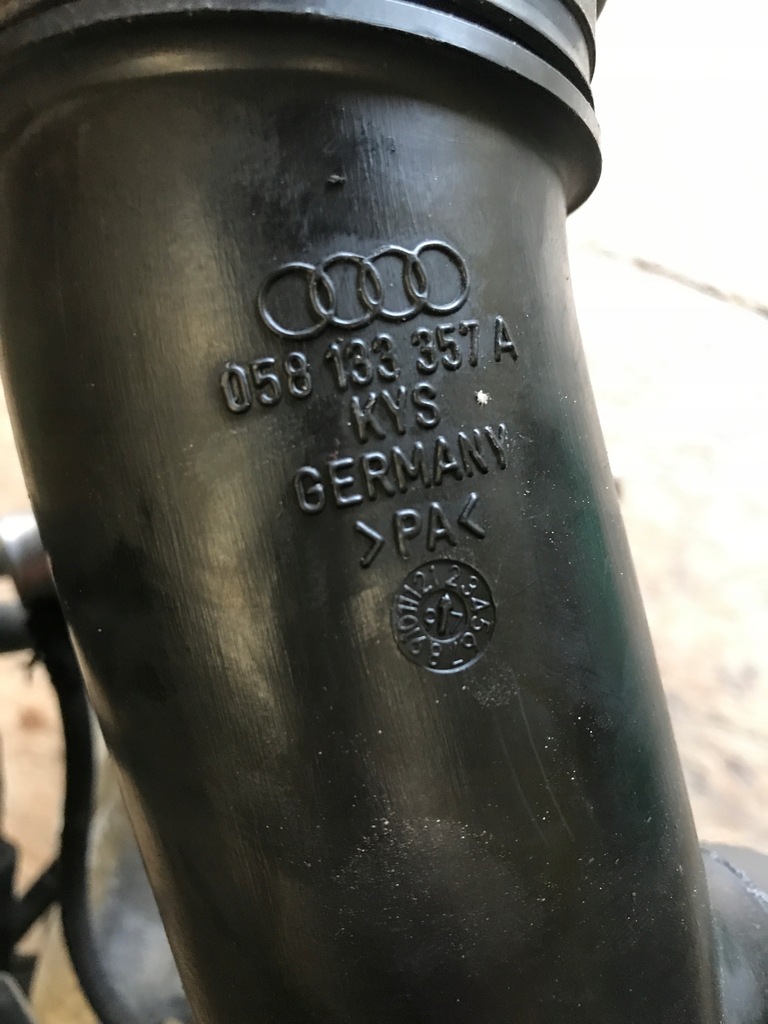 058 133 357 A
KYS
GERMANY
>PA<